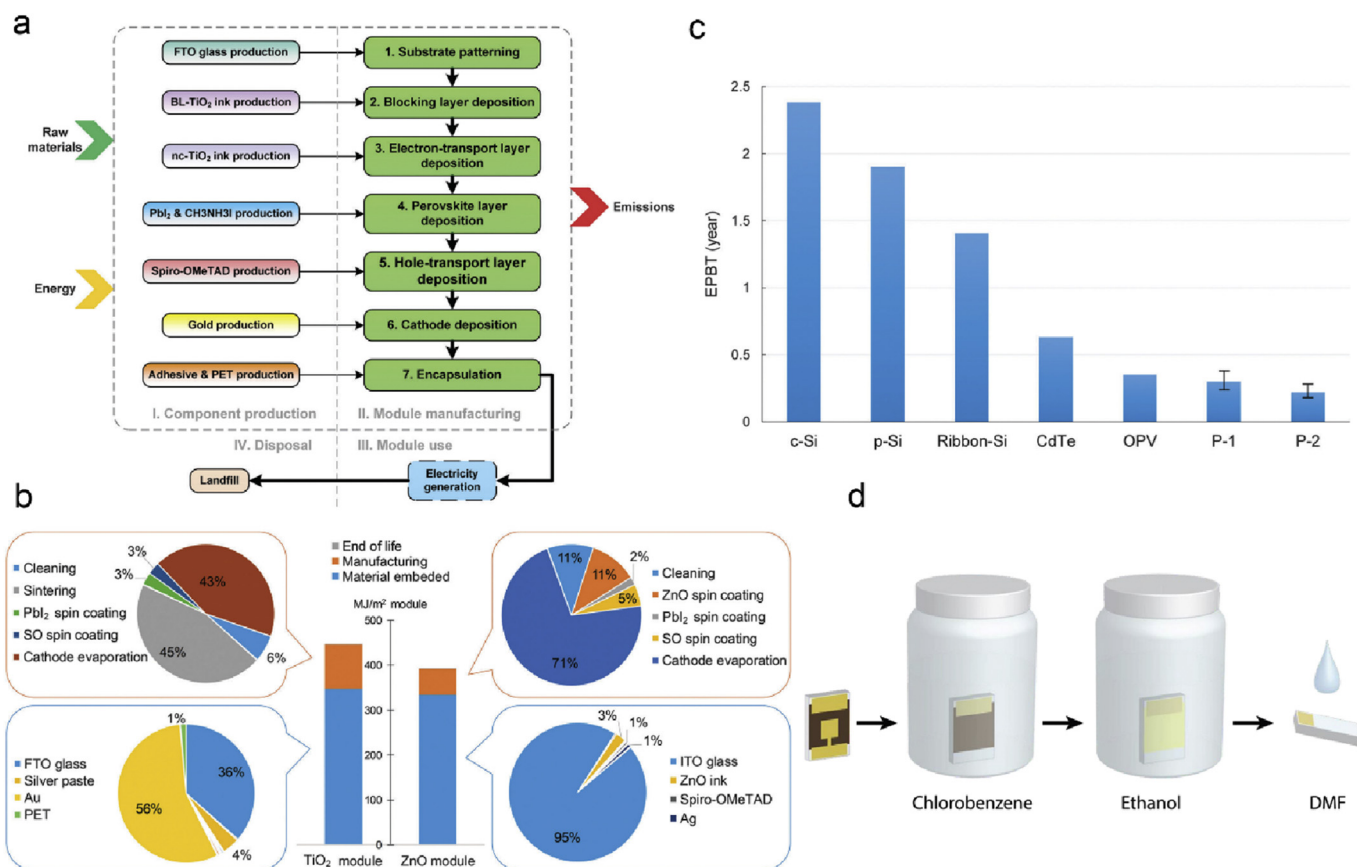 a
FTO glass production
1. Substrate patterning
BL-TiO₂ ink production
2. Blocking layer deposition
Raw
materials
nc-TiO₂ ink production
3. Electron-transport layer
deposition
PbI₂ & CH3NH3I production
4. Perovskite layer
deposition
Emissions
Spiro-OMeTAD production
5. Hole-transport layer
deposition
Energy
Gold production
6. Cathode deposition
Adhesive & PET production
7. Encapsulation
I. Component production
II. Module manufacturing
IV. Disposal
III. Module use
Landfill
Electricity
generation
c
EPBT (year)
2.5
2
1.5
1
0.5
0
c-Si
p-Si
Ribbon-Si
CdTe
OPV
P-1
P-2
b
Cleaning
Sintering
PbI₂ spin coating
SO spin coating
Cathode evaporation
3%
3%
43%
45%
6%
End of life
Manufacturing
Material embeded
MJ/m² module
500
400
300
200
100
0
TiO₂ module
ZnO module
11%
11%
2%
5%
71%
Cleaning
ZnO spin coating
PbI₂ spin coating
SO spin coating
Cathode evaporation
FTO glass
Silver paste
Au
PET
1%
36%
56%
4%
3%
1%
1%
95%
ITO glass
ZnO ink
Spiro-OMeTAD
Ag
d
Chlorobenzene
Ethanol
DMF